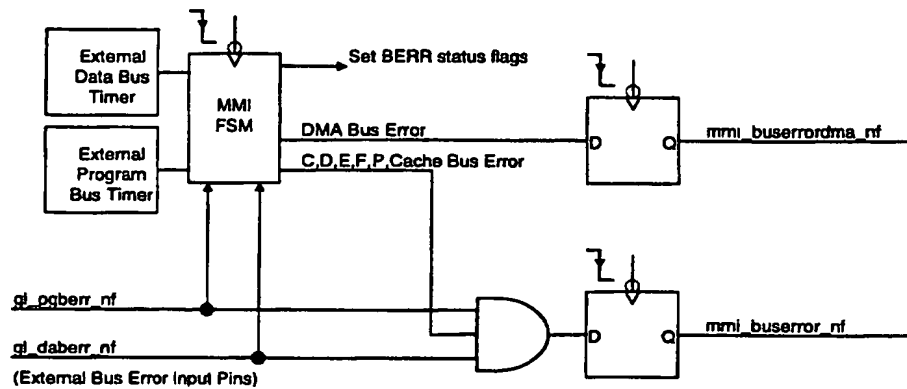 External
Data Bus
Timer
MMI
FSM
Set BERR status flags
External
Program
Bus Timer
DMA Bus Error
C,D,E,F,P,Cache Bus Error
D
Q
mmi_buserrordma_nf
gl_pgberr_nf
gl_daberr_nf
(External Bus Error Input Pins)
D
Q
mmi_buserror_nf